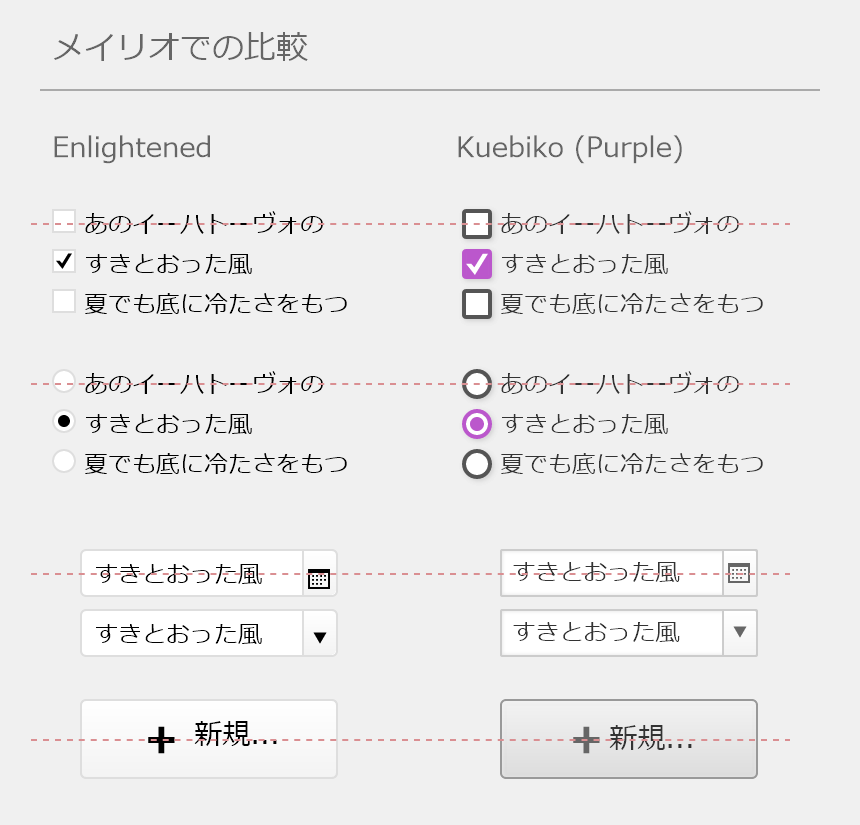 メイリオでの比較
Enlightened
Kuebiko (Purple)
あのイーハトーヴォの
あのイーハトーヴォの
すきとおった風
すきとおった風
夏でも底に冷たさをもつ
夏でも底に冷たさをもつ
あのイーハトーヴォの
あのイーハトーヴォの
すきとおった風
すきとおった風
夏でも底に冷たさをもつ
夏でも底に冷たさをもつ
すきとおった風
すきとおった風
すきとおった風
すきとおった風
新規...
新規...